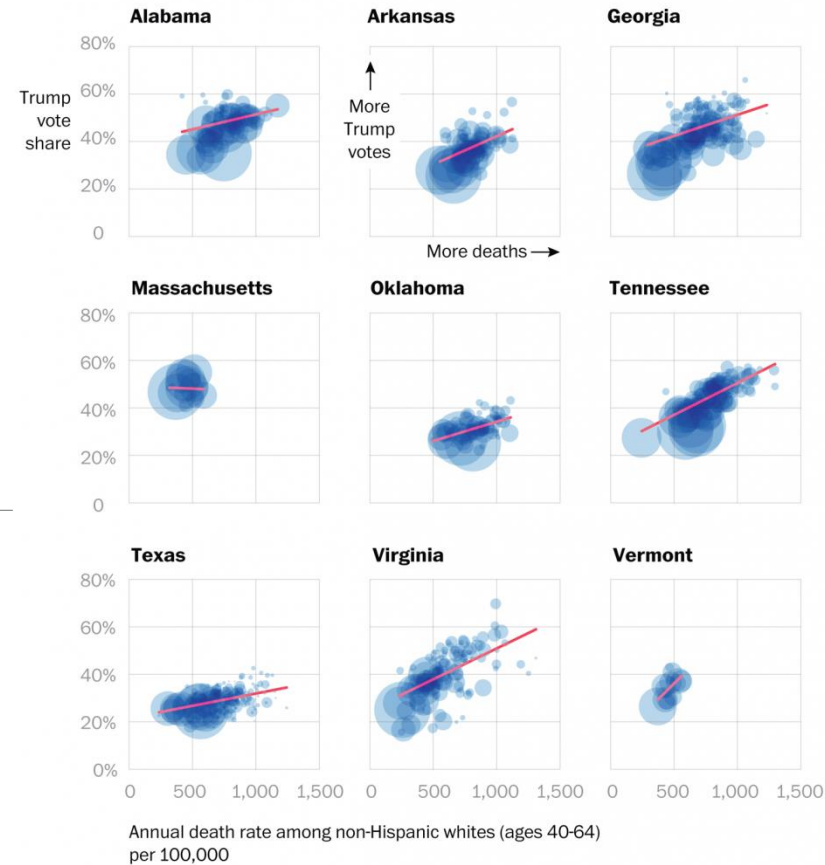 Alabama
Arkansas
Georgia
80%
60%
40%
20%
0
Trump
vote
share
More
Trump
votes
More deaths
Massachusetts
Oklahoma
Tennessee
80%
60%
40%
20%
0
Texas
Virginia
Vermont
80%
60%
40%
20%
0%
0 500 1,000 1,500
0 500 1,000 1,500
0 500 1,000 1,500
Annual death rate among non-Hispanic whites (ages 40-64)
per 100,000